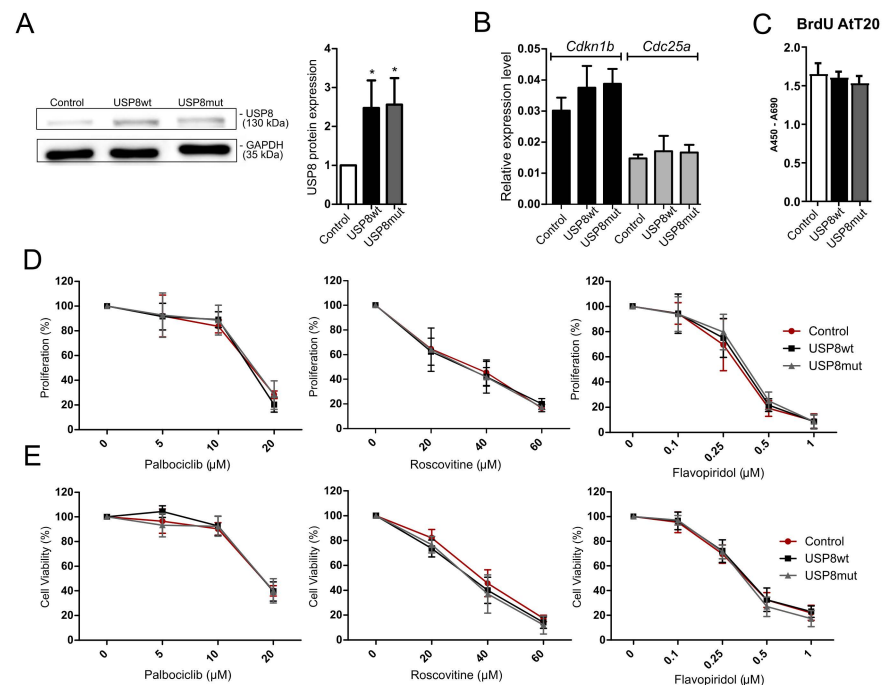 A
Control USP8wt USP8mut
- USP8
(130 kDa)
- GAPDH
(35 kDa)
USP8 protein expression
4
3
2
1
0
Control
USP8wt
USP8mut
B
Relative expression level
Cdkn1b Cdc25a
0.05
0.04
0.03
0.02
0.01
0.00
Control
USP8wt
USP8mut
Control
USP8wt
USP8mut
C
BrdU AtT20
A450 - A690
2.0
1.5
1.0
0.5
0.0
Control
USP8wt
USP8mut
* *
D
Proliferation (%)
120
100
80
60
40
20
0
0 5 10 20
Palbociclib (µM)
Proliferation (%)
120
100
80
60
40
20
0
0 20 40 60
Roscovitine (µM)
Proliferation (%)
120
100
80
60
40
20
0
0 0.1 0.25 0.5 1
Flavopiridol (µM)
Control
USP8wt
USP8mut
E
Cell Viability (%)
120
100
80
60
40
20
0
0 5 10 20
Palbociclib (µM)
Cell Viability (%)
120
100
80
60
40
20
0
0 20 40 60
Roscovitine (µM)
Cell Viability (%)
120
100
80
60
40
20
0
0 0.1 0.25 0.5 1
Flavopiridol (µM)
Control
USP8wt
USP8mut